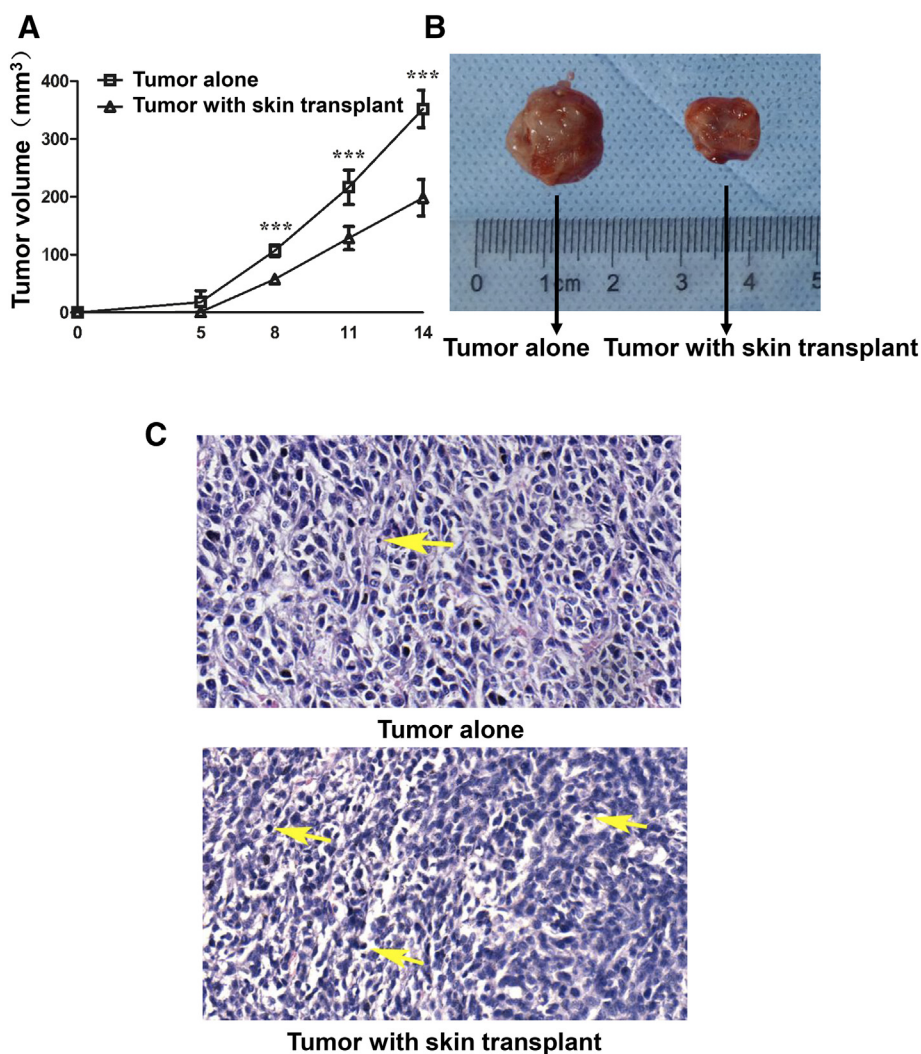 A
Tumor volume（mm³）
Tumor alone
Tumor with skin transplant
400
300
200
100
0
0 5 8 11 14
***
***
***
B
0 1cm 2 3 4 5
Tumor alone Tumor with skin transplant
C
Tumor alone
Tumor with skin transplant